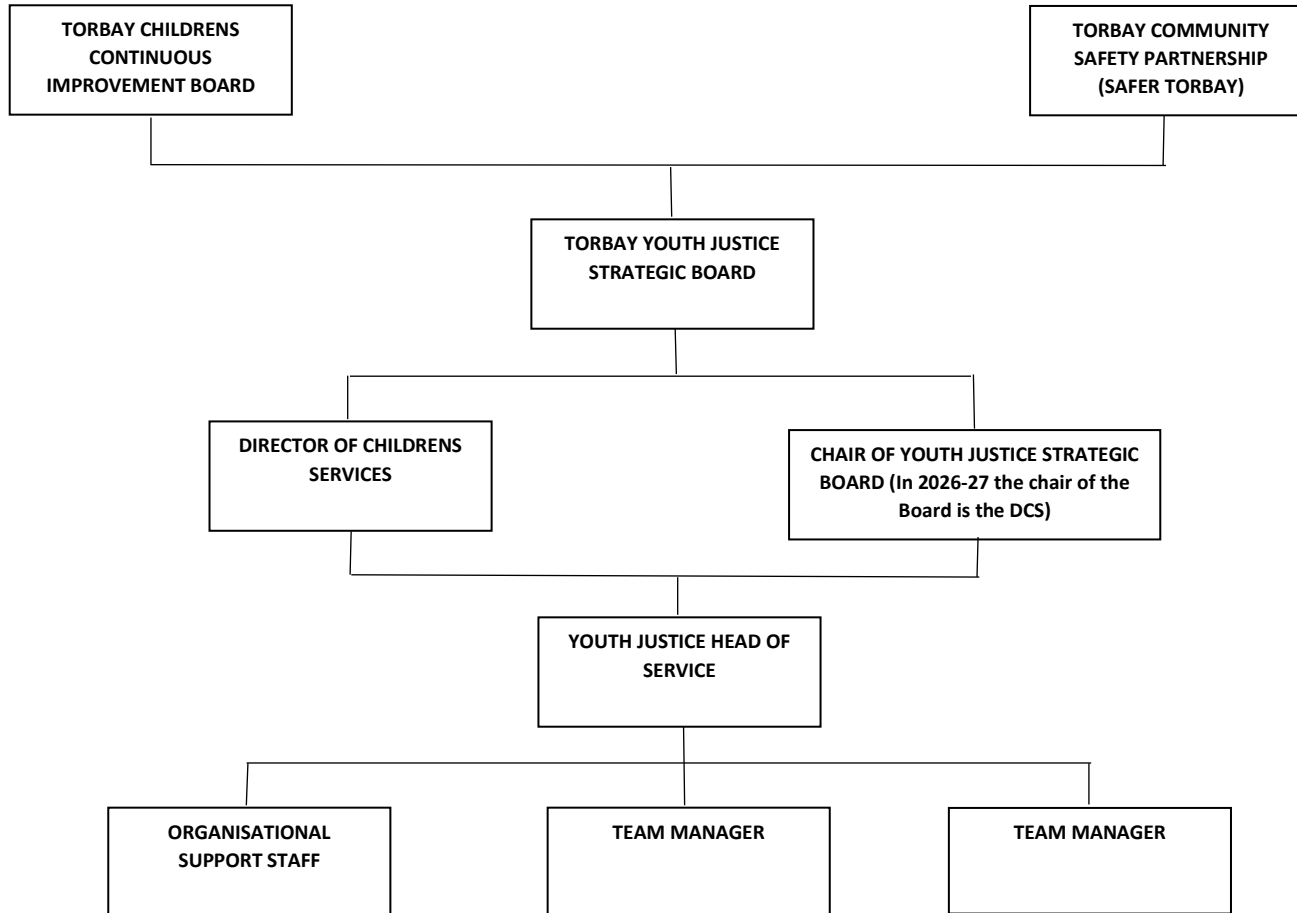 TORBAY CHILDRENS
CONTINUOUS
IMPROVEMENT BOARD
TORBAY COMMUNITY
SAFETY PARTNERSHIP
(SAFER TORBAY)
TORBAY YOUTH JUSTICE
STRATEGIC BOARD
DIRECTOR OF CHILDRENS
SERVICES
CHAIR OF YOUTH JUSTICE STRATEGIC
BOARD (In 2026-27 the chair of the
Board is the DCS)
YOUTH JUSTICE HEAD OF
SERVICE
ORGANISATIONAL
SUPPORT STAFF
TEAM MANAGER
TEAM MANAGER